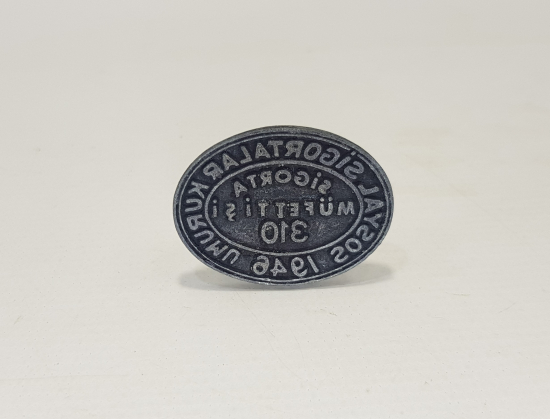 SOSYAL SİGORTALAR KURUMU 1946
SİGORTA
MÜFETTİŞİ
310